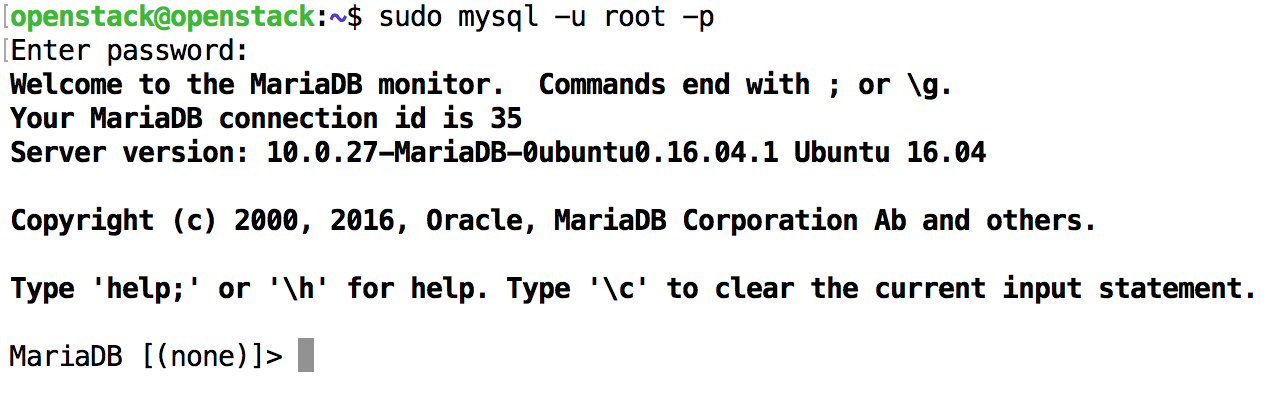 openstack@openstack:~$ sudo mysql -u root -p
Enter password:
Welcome to the MariaDB monitor.  Commands end with ; or \g.
Your MariaDB connection id is 35
Server version: 10.0.27-MariaDB-0ubuntu0.16.04.1 Ubuntu 16.04
Copyright (c) 2000, 2016, Oracle, MariaDB Corporation Ab and others.
Type 'help;' or '\h' for help. Type '\c' to clear the current input statement.
MariaDB [(none)]>